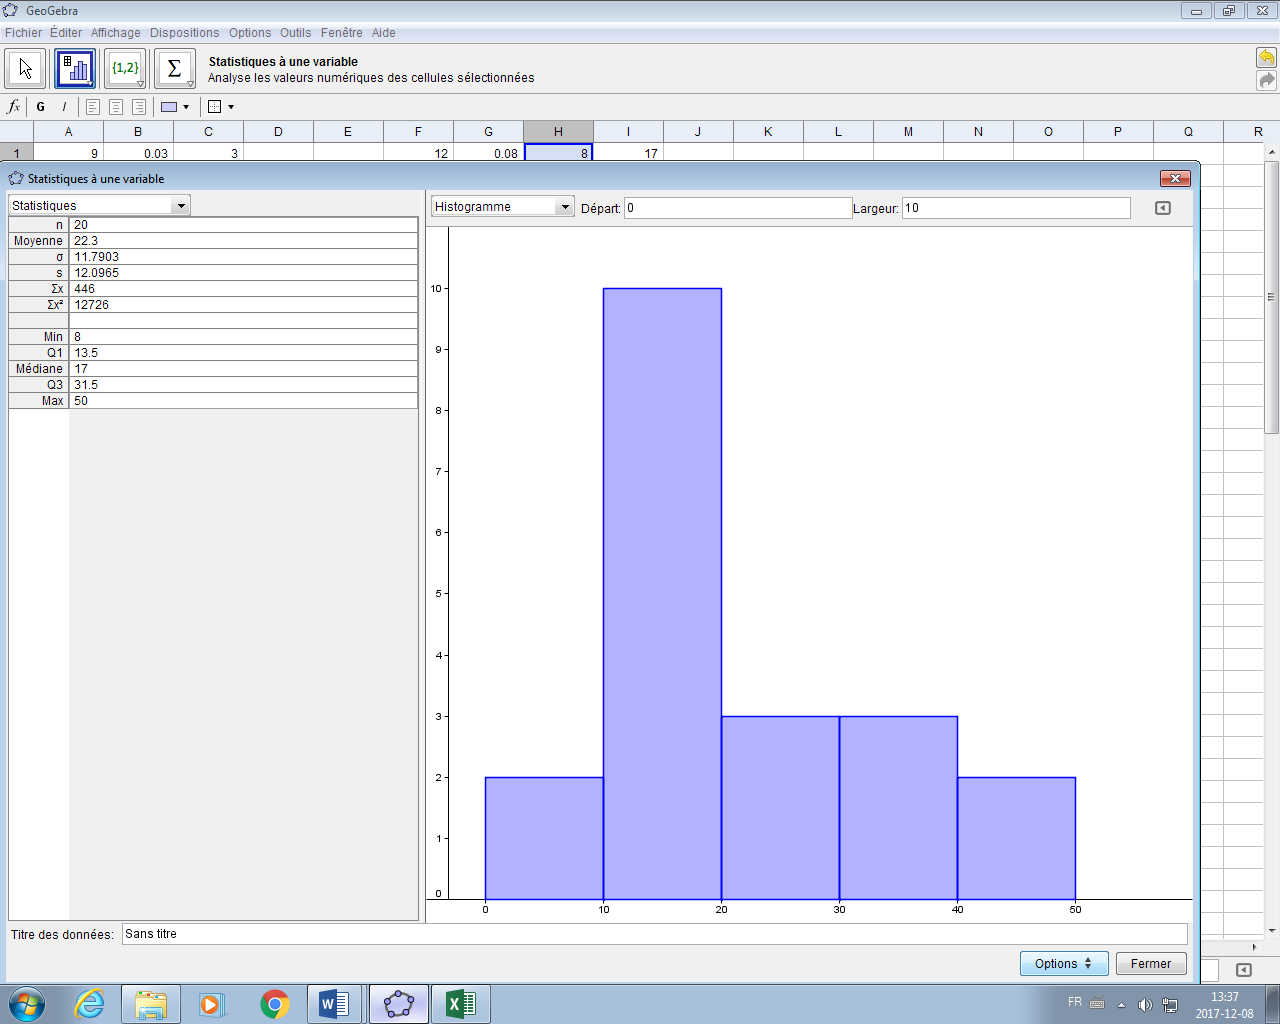 GeoGebra
Fichier Éditer Affichage Dispositions Options Outils Fenêtre Aide
{1,2} Σ
Statistiques à une variable
Analyse les valeurs numériques des cellules sélectionnées
fx G I
A B C D E F G H I J K L M N O P Q R
1 9 0.03 3 12 0.08 8 17
Statistiques à une variable
Statistiques
n 20
Moyenne 22.3
σ 11.7903
s 12.0965
Σx 446
Σx² 12726
Min 8
Q1 13.5
Médiane 17
Q3 31.5
Max 50
Histogramme Départ: 0 Largeur: 10
10
9
8
7
6
5
4
3
2
1
0
0 10 20 30 40 50
Titre des données: Sans titre
Options Fermer
FR 13:37
2017-12-08